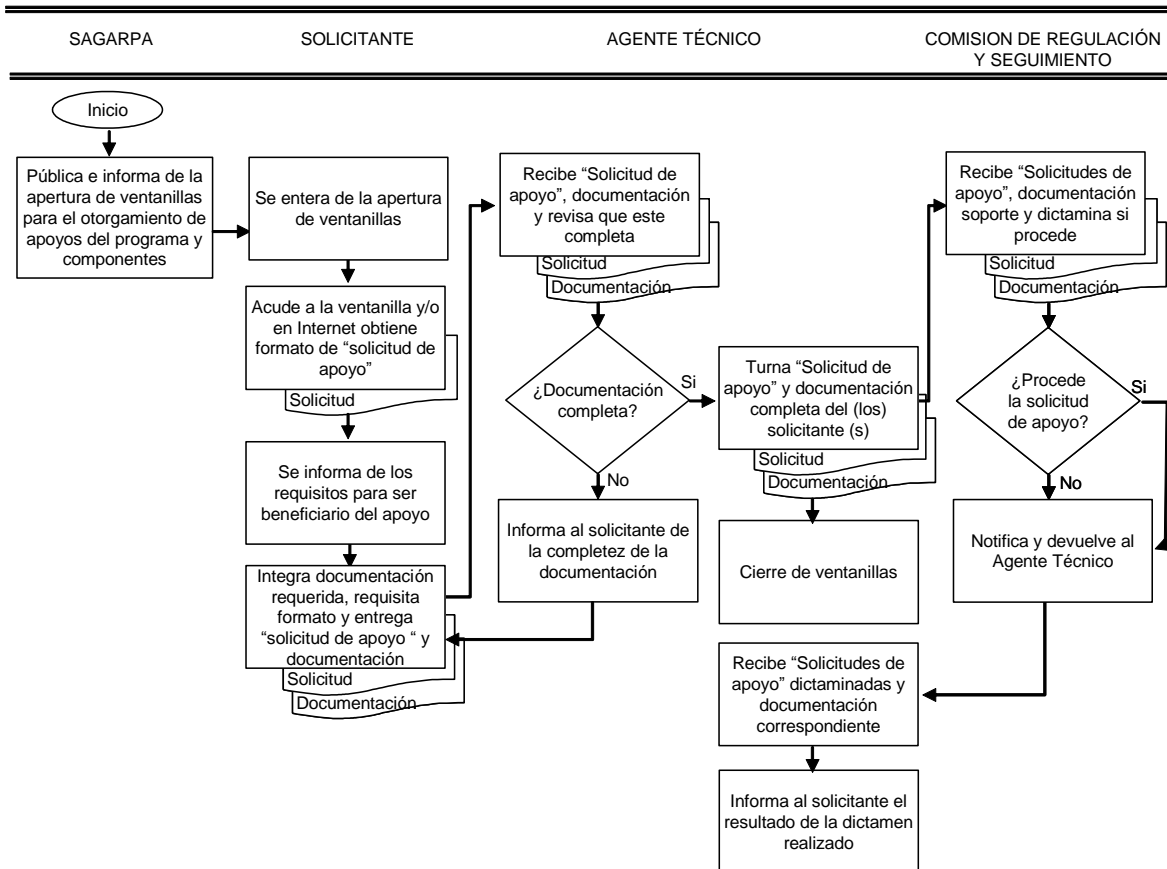 SAGARPA
SOLICITANTE
AGENTE TÉCNICO
COMISION DE REGULACIÓN
Y SEGUIMIENTO
Inicio
Pública e informa de la
apertura de ventanillas
para el otorgamiento de
apoyos del programa y
componentes
Se entera de la apertura
de ventanillas
Acude a la ventanilla y/o
en Internet obtiene
formato de “solicitud de
apoyo”
Solicitud
Se informa de los
requisitos para ser
beneficiario del apoyo
Integra documentación
requerida, requisita
formato y entrega
“solicitud de apoyo “ y
documentación
Solicitud
Documentación
Recibe “Solicitud de
apoyo”, documentación
y revisa que este
completa
Solicitud
Documentación
¿Documentación
completa?
Si
No
Informa al solicitante de
la completez de la
documentación
Turna “Solicitud de
apoyo” y documentación
completa del (los)
solicitante (s)
Solicitud
Documentación
Cierre de ventanillas
Recibe “Solicitudes de
apoyo”, documentación
soporte y dictamina si
procede
Solicitud
Documentación
¿Procede
la solicitud
de apoyo?
Si
No
Notifica y devuelve al
Agente Técnico
Recibe “Solicitudes de
apoyo” dictaminadas y
documentación
correspondiente
Informa al solicitante el
resultado de la dictamen
realizado